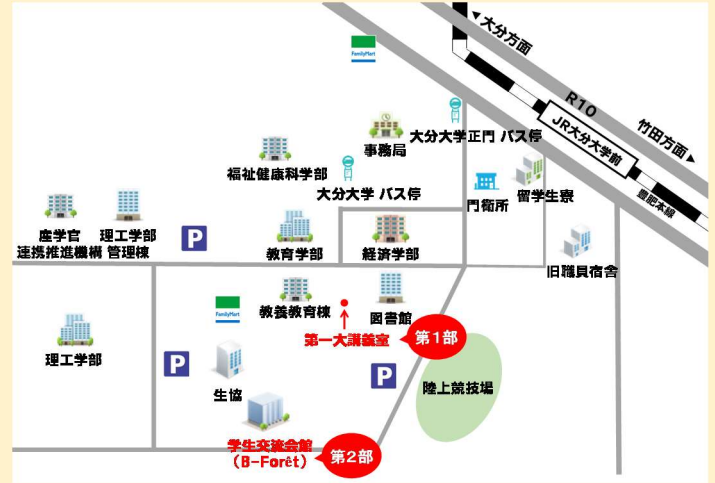 ▲大分方面
FamilyMart
R10
竹田方面▶
JR大分大学前
豊肥本線
事務局
大分大学正門 バス停
福祉健康科学部
大分大学 バス停
門衛所
留学生寮
産学官
連携推進機構
理工学部
管理棟
P
教育学部
経済学部
旧職員宿舎
FamilyMart
教養教育棟
図書館
第一大講義室
第1部
理工学部
P
生協
P
陸上競技場
学生交流会館
(B-Forêt)
第2部